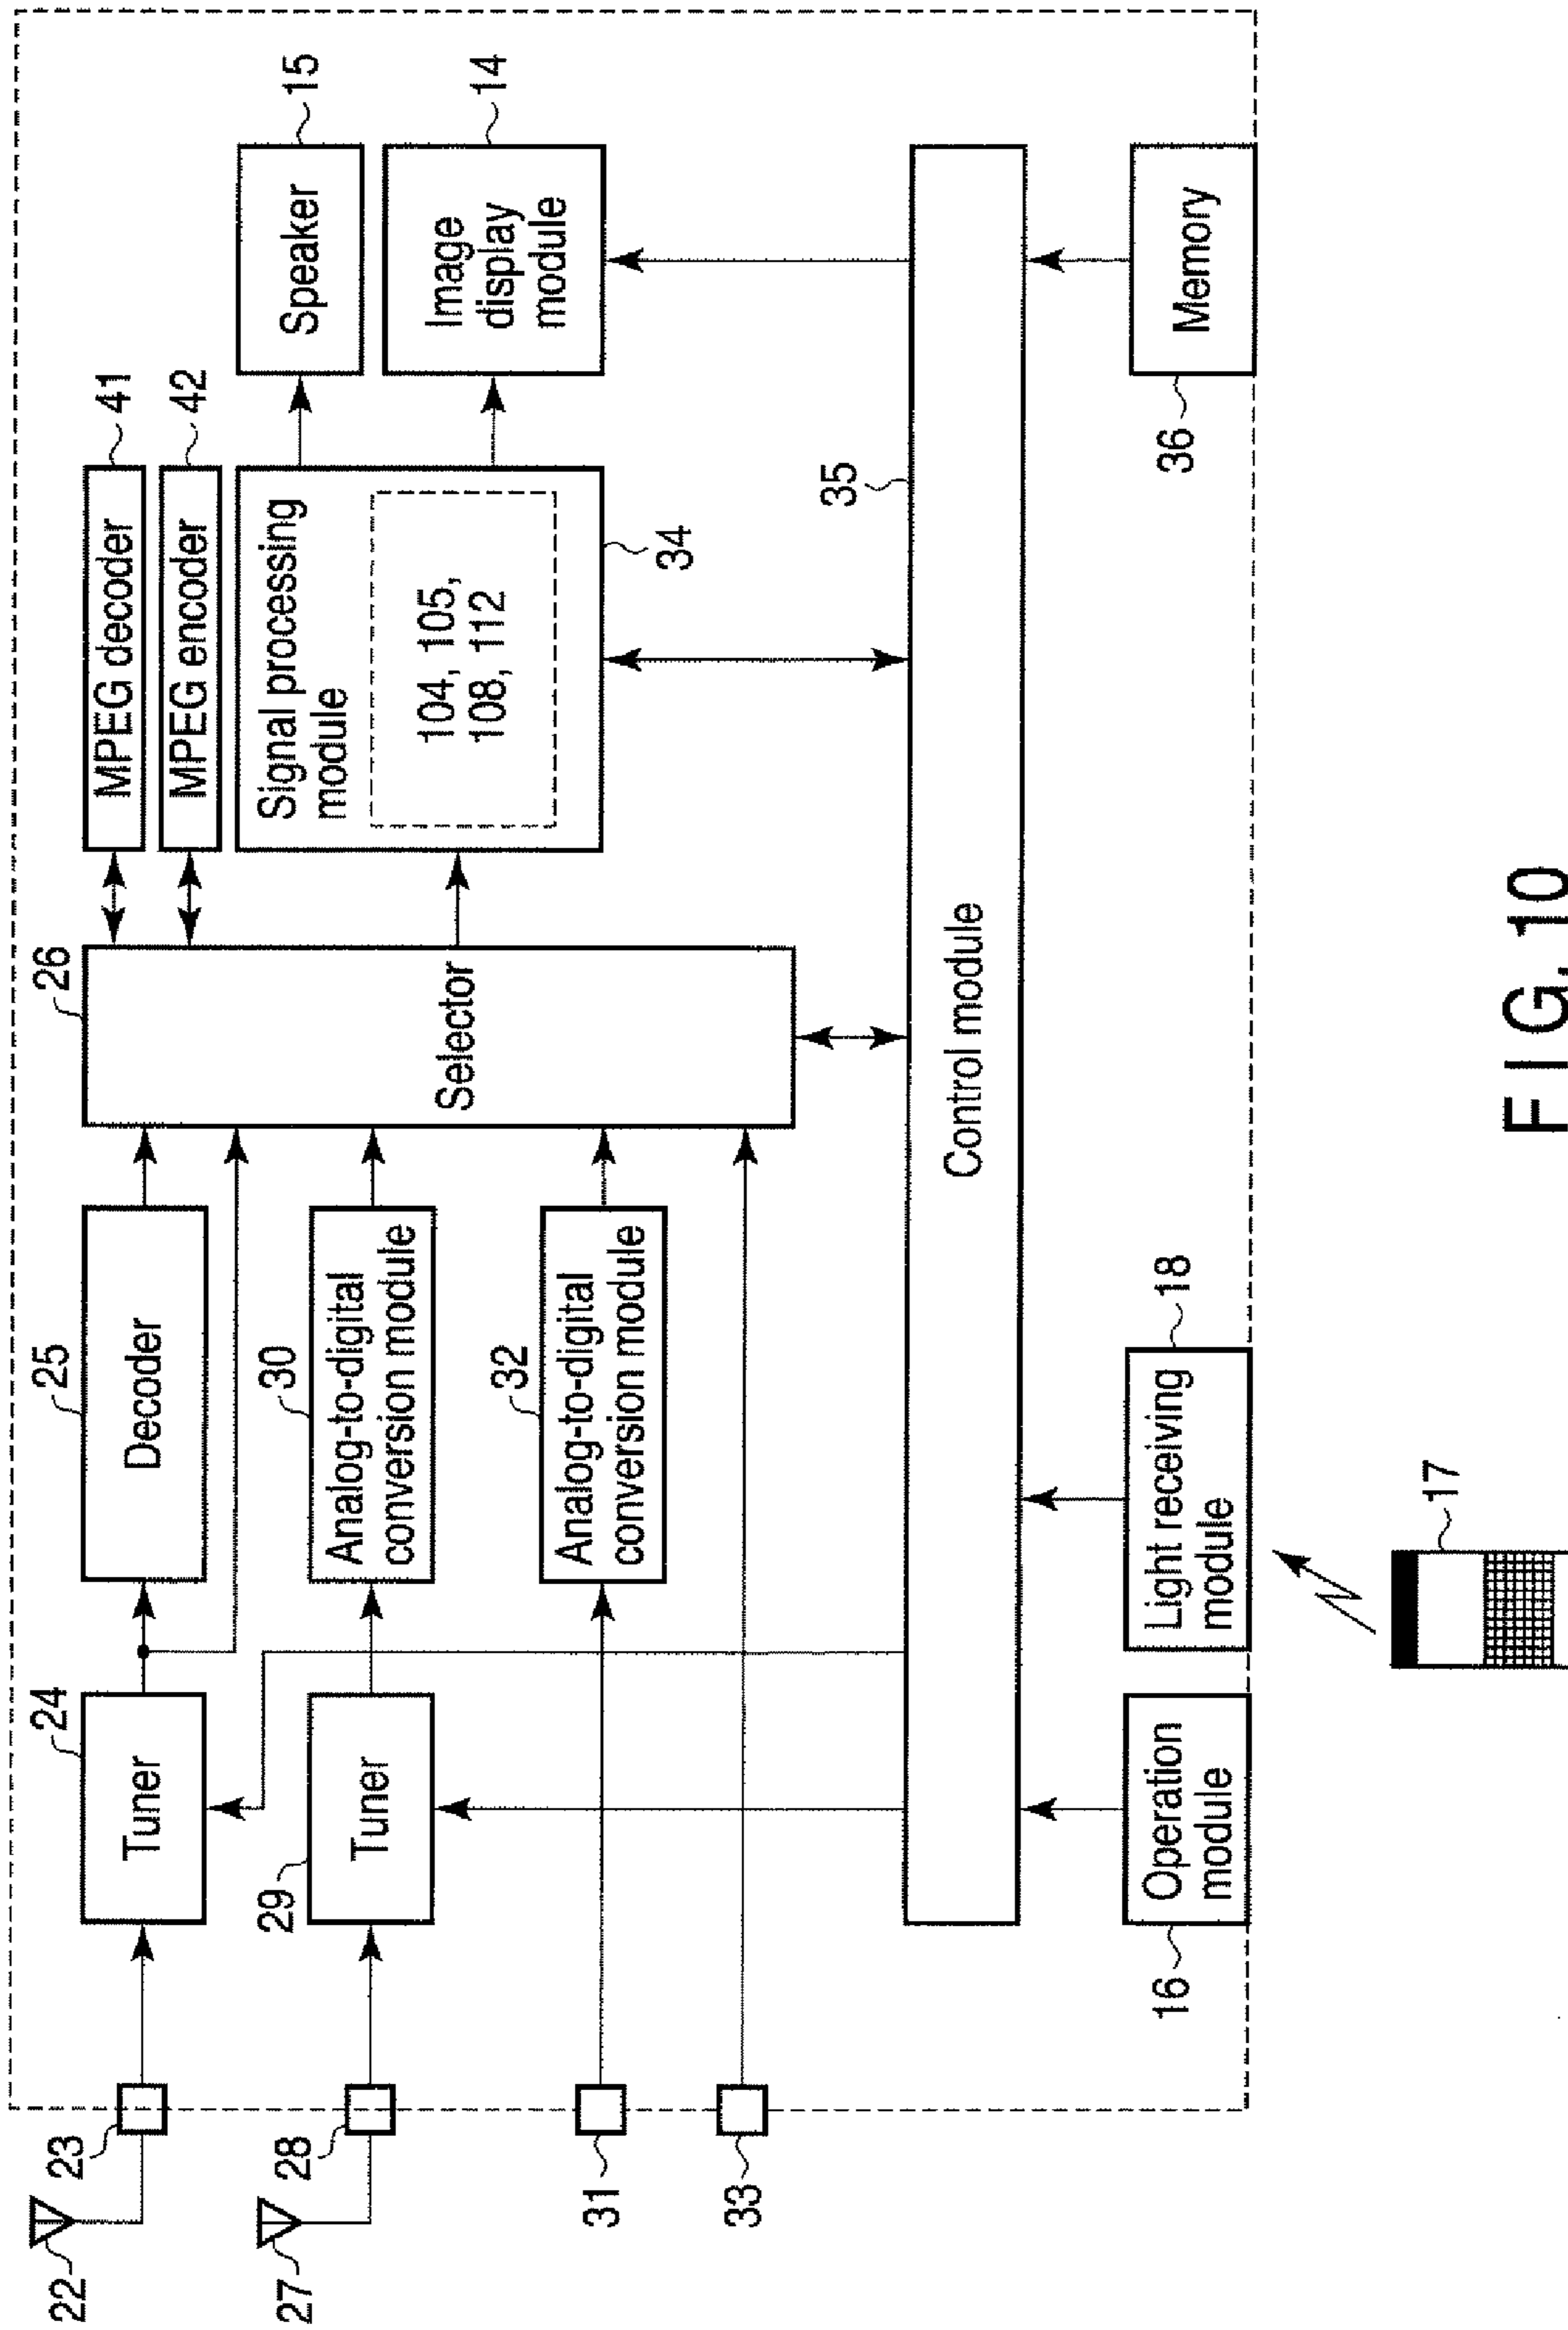 22
23
24
Tuner
25
Decoder
26
Selector
MPEG decoder
41
MPEG encoder
42
27
28
29
Tuner
30
Analog-to-digital
conversion module
Signal processing
module
104, 105,
108, 112
34
Speaker
15
Image
display
module
14
31
32
Analog-to-digital
conversion module
33
35
Control module
16
Operation
module
Light receiving
module
18
36
Memory
17
FIG. 10